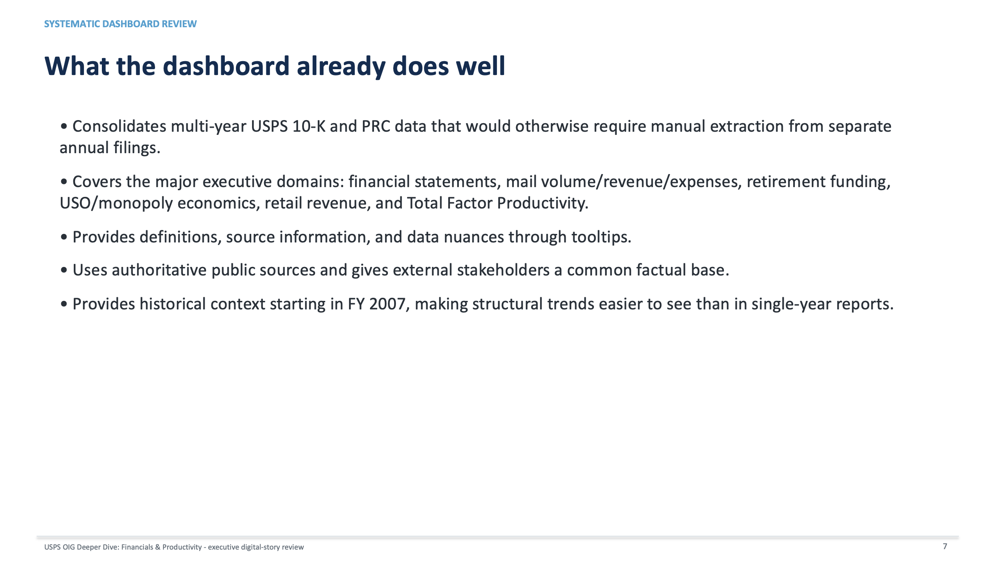 SYSTEMATIC DASHBOARD REVIEW
What the dashboard already does well
• Consolidates multi-year USPS 10-K and PRC data that would otherwise require manual extraction from separate
annual filings.
• Covers the major executive domains: financial statements, mail volume/revenue/expenses, retirement funding,
USO/monopoly economics, retail revenue, and Total Factor Productivity.
• Provides definitions, source information, and data nuances through tooltips.
• Uses authoritative public sources and gives external stakeholders a common factual base.
• Provides historical context starting in FY 2007, making structural trends easier to see than in single-year reports.
USPS OIG Deeper Dive: Financials & Productivity - executive digital-story review
7